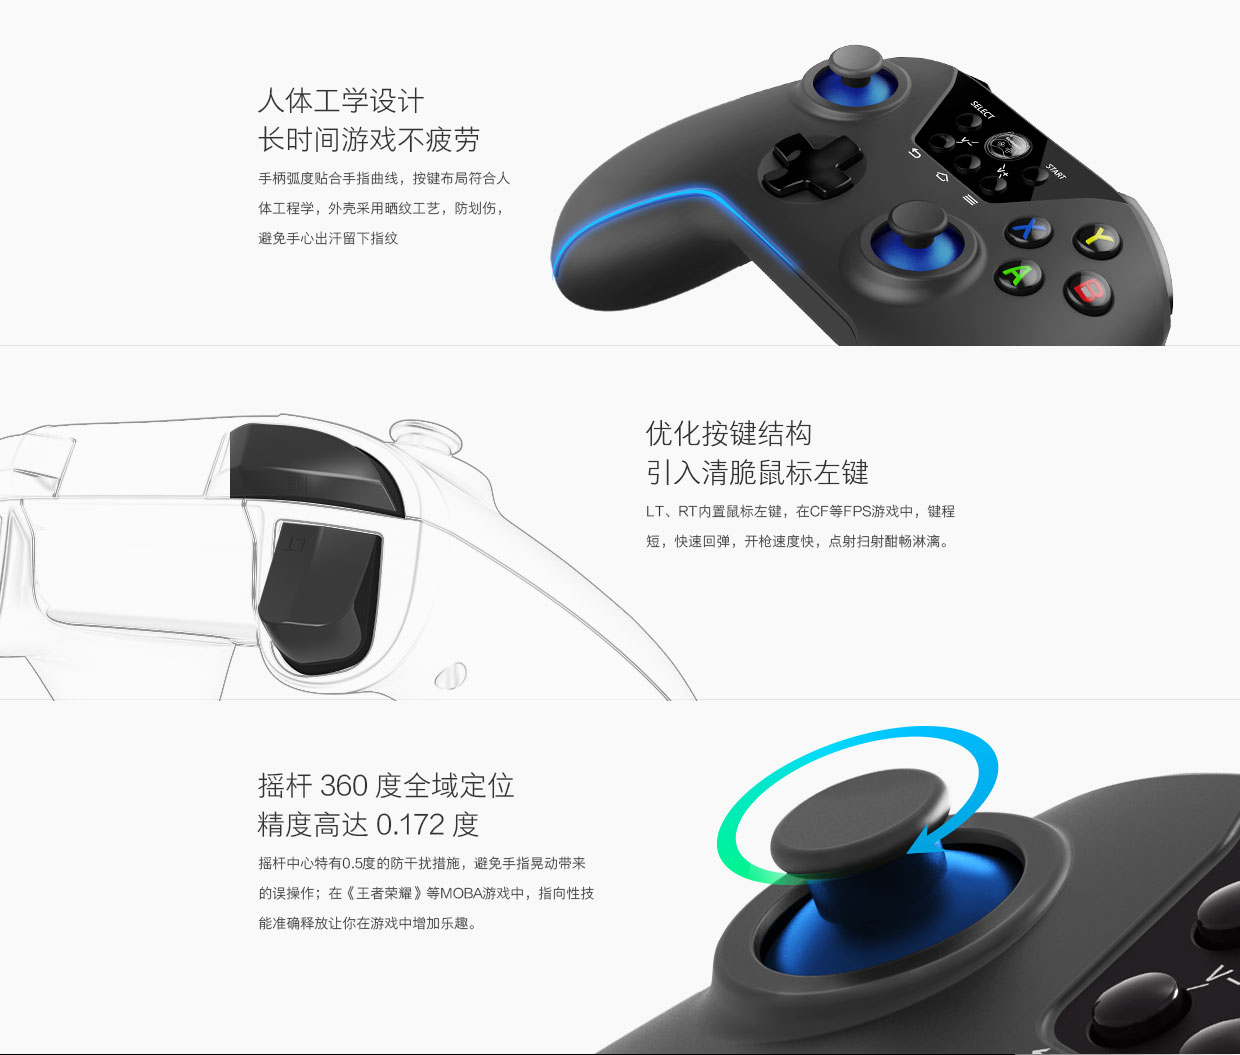 人体工学设计
长时间游戏不疲劳
手柄弧度贴合手指曲线，按键布局符合人
体工程学，外壳采用晒纹工艺，防划伤，
避免手心出汗留下指纹
SELECT
V-
V+
START
X
Y
A
B
优化按键结构
引入清脆鼠标左键
LT、RT内置鼠标左键，在CF等FPS游戏中，键程
短，快速回弹，开枪速度快，点射扫射酣畅淋漓。
LT
摇杆 360 度全域定位
精度高达 0.172 度
摇杆中心特有0.5度的防干扰措施，避免手指晃动带来
的误操作；在《王者荣耀》等MOBA游戏中，指向性技
能准确释放让你在游戏中增加乐趣。
V-